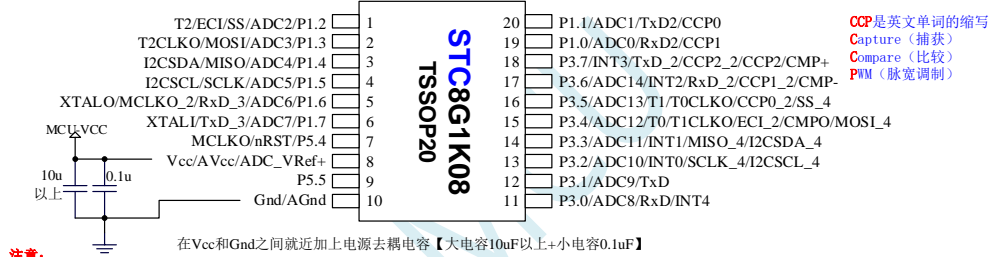 T2/ECI/SS/ADC2/P1.2 1
T2CLKO/MOSI/ADC3/P1.3 2
I2CSDA/MISO/ADC4/P1.4 3
I2CSCL/SCLK/ADC5/P1.5 4
XTALO/MCLKO_2/RxD_3/ADC6/P1.6 5
XTALI/TxD_3/ADC7/P1.7 6
MCLKO/nRST/P5.4 7
Vcc/AVcc/ADC_VRef+ 8
P5.5 9
Gnd/AGnd 10
MCU-VCC
10u
以上
0.1u
STC8G1K08
TSSOP20
20 P1.1/ADC1/TxD2/CCP0
19 P1.0/ADC0/RxD2/CCP1
18 P3.7/INT3/TxD_2/CCP2_2/CCP2/CMP+
17 P3.6/ADC14/INT2/RxD_2/CCP1_2/CMP-
16 P3.5/ADC13/T1/T0CLKO/CCP0_2/SS_4
15 P3.4/ADC12/T0/T1CLKO/ECI_2/CMPO/MOSI_4
14 P3.3/ADC11/INT1/MISO_4/I2CSDA_4
13 P3.2/ADC10/INT0/SCLK_4/I2CSCL_4
12 P3.1/ADC9/TxD
11 P3.0/ADC8/RxD/INT4
CCP是英文单词的缩写
Capture（捕获）
Compare（比较）
PWM（脉宽调制）
在Vcc和Gnd之间就近加上电源去耦电容【大电容10uF以上+小电容0.1uF】
注意：